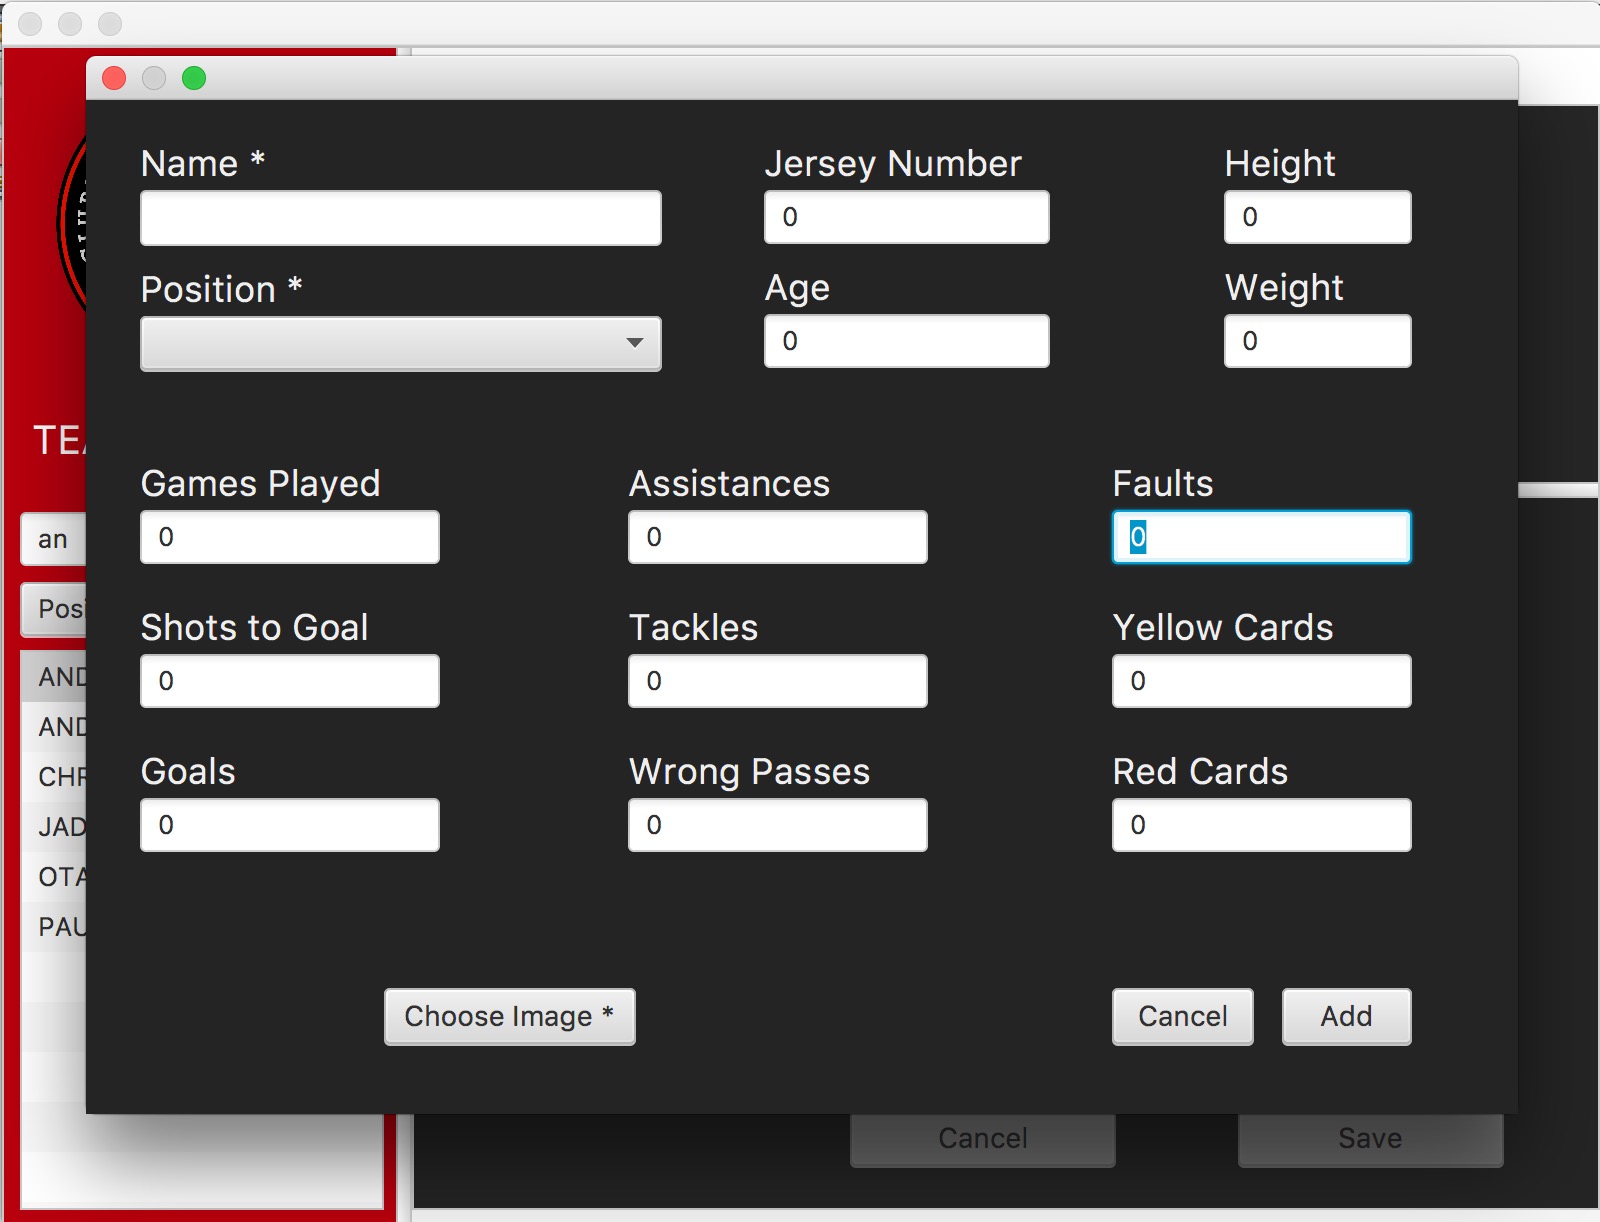 Name *
Jersey Number
Height
0
0
Position *
Age
Weight
0
0
TEA
Games Played
Assistances
Faults
an
0
0
0
Posi
Shots to Goal
Tackles
Yellow Cards
AND
0
0
0
AND
Goals
Wrong Passes
Red Cards
CHR
JAD
0
0
0
OTA
PAU
Choose Image *
Cancel
Add
Cancel
Save